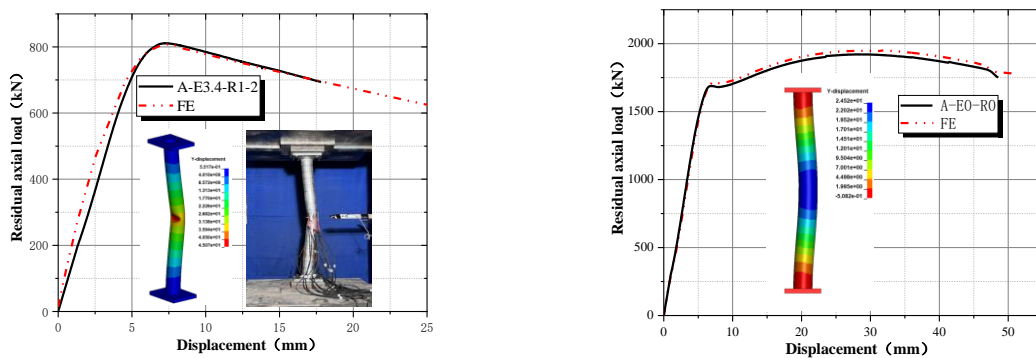 Residual axial load (kN)
800
600
400
200
0
A-E3.4-R1-2
FE
Y-displacement
0
5
10
15
20
25
Displacement (mm)
Residual axial load (kN)
2000
1500
1000
500
0
Y-displacement
2.452e+01
2.202e+01
1.952e+01
1.701e+01
1.451e+01
1.201e+01
9.504e+00
7.001e+00
4.498e+00
1.995e+00
-5.082e-01
A-E0-R0
FE
0
10
20
30
40
50
Displacement (mm)